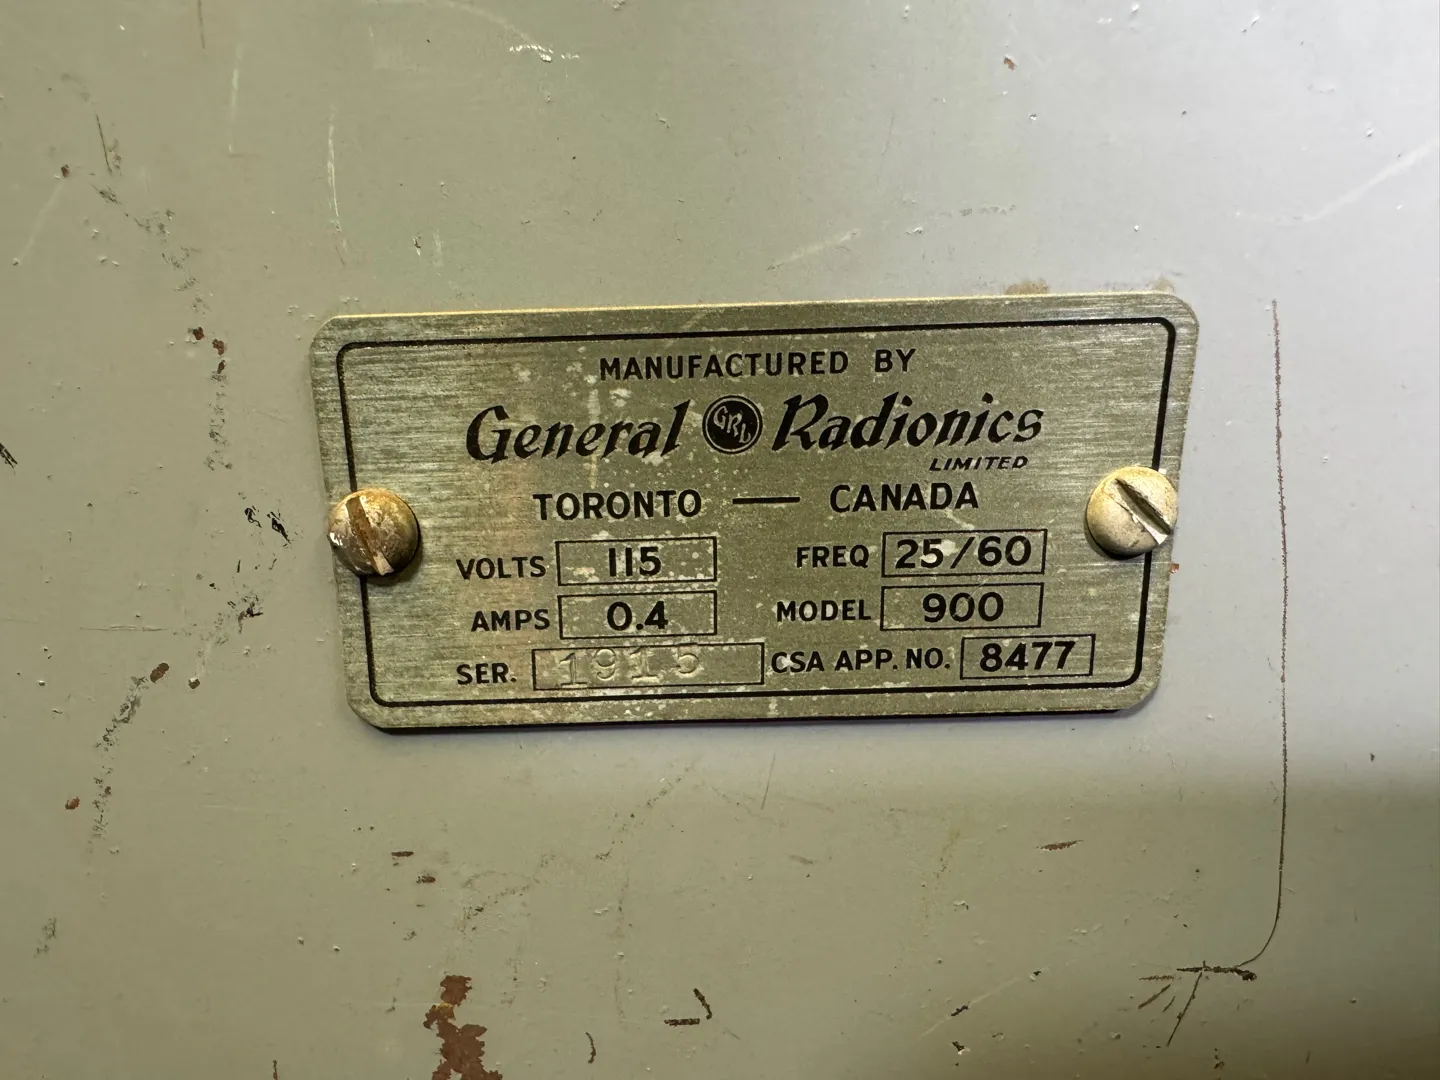 MANUFACTURED BY
General GRL Radionics
LIMITED
TORONTO — CANADA
VOLTS 115 FREQ 25/60
AMPS 0.4 MODEL 900
SER. 1915 CSA APP. NO. 8477